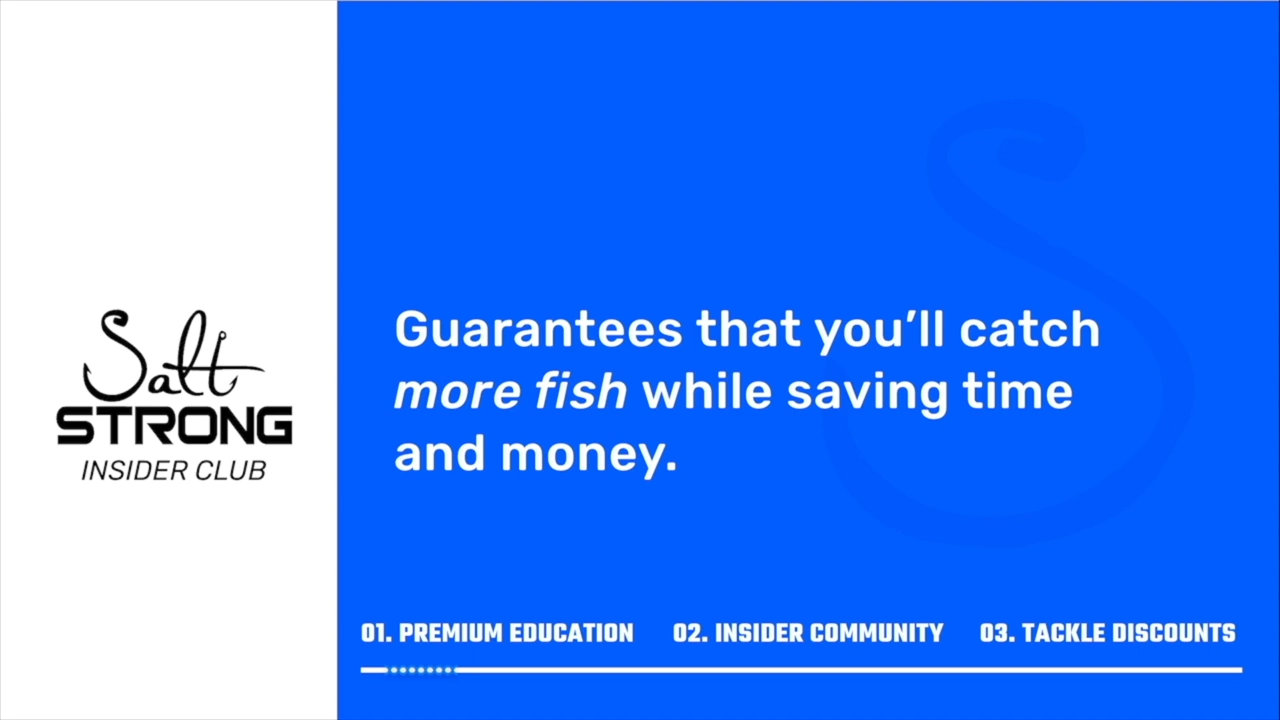 Salt
STRONG
INSIDER CLUB
Guarantees that you’ll catch
more fish while saving time
and money.
01. PREMIUM EDUCATION 02. INSIDER COMMUNITY 03. TACKLE DISCOUNTS